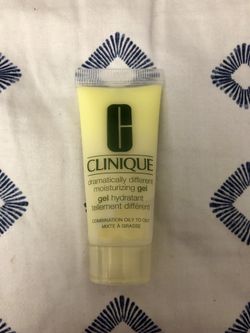 CLINIQUE
dramatically different
moisturizing gel
gel hydratant
tellement différent
COMBINATION OILY TO OILY
MIXTE À GRASSE